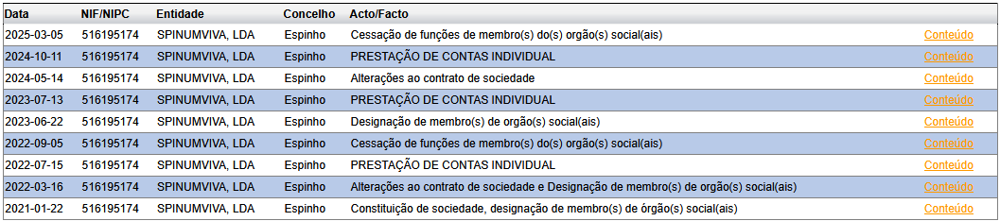 Data NIF/NIPC Entidade Concelho Acto/Facto
2025-03-05 516195174 SPINUMVIVA, LDA Espinho Cessação de funções de membro(s) do(s) orgão(s) social(ais) Conteúdo
2024-10-11 516195174 SPINUMVIVA, LDA Espinho PRESTAÇÃO DE CONTAS INDIVIDUAL Conteúdo
2024-05-14 516195174 SPINUMVIVA, LDA Espinho Alterações ao contrato de sociedade Conteúdo
2023-07-13 516195174 SPINUMVIVA, LDA Espinho PRESTAÇÃO DE CONTAS INDIVIDUAL Conteúdo
2023-06-22 516195174 SPINUMVIVA, LDA Espinho Designação de membro(s) de orgão(s) social(ais) Conteúdo
2022-09-05 516195174 SPINUMVIVA, LDA Espinho Cessação de funções de membro(s) do(s) orgão(s) social(ais) Conteúdo
2022-07-15 516195174 SPINUMVIVA, LDA Espinho PRESTAÇÃO DE CONTAS INDIVIDUAL Conteúdo
2022-03-16 516195174 SPINUMVIVA, LDA Espinho Alterações ao contrato de sociedade e Designação de membro(s) de orgão(s) social(ais) Conteúdo
2021-01-22 516195174 SPINUMVIVA, LDA Espinho Constituição de sociedade, designação de membro(s) de órgão(s) social(ais) Conteúdo